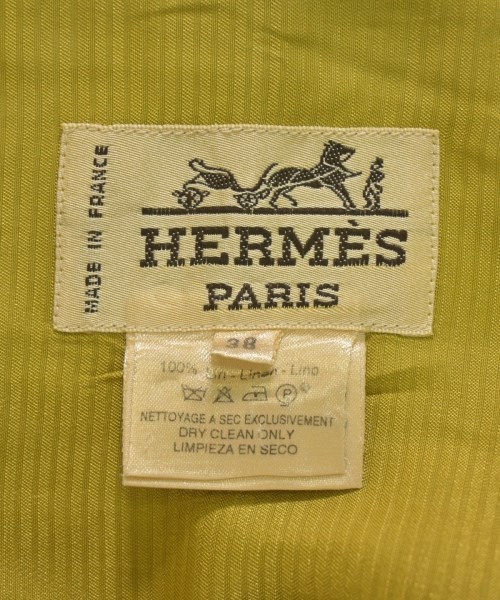 MADE IN FRANCE
HERMÈS
PARIS
38
100% Lin - Linen - Lino
P
NETTOYAGE A SEC EXCLUSIVEMENT
DRY CLEAN ONLY
LIMPIEZA EN SECO